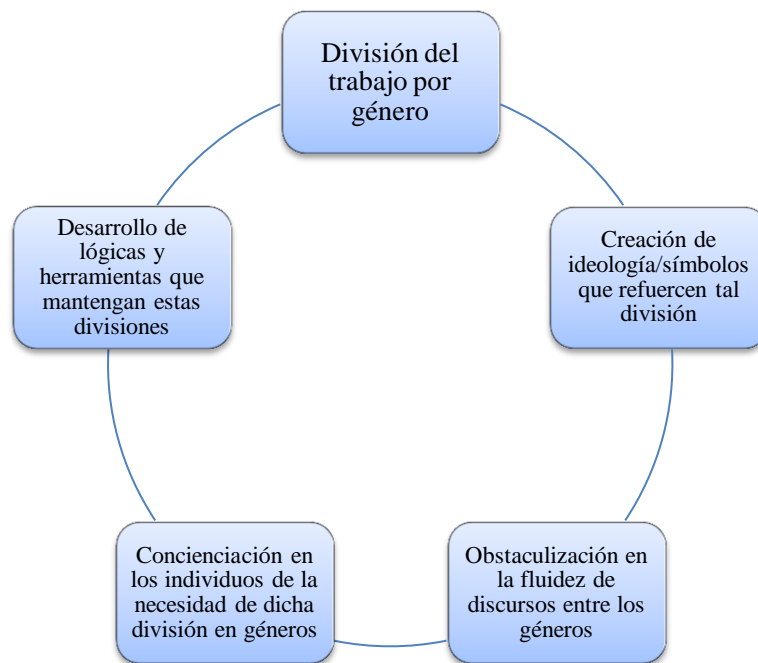 División del
trabajo por
género
Creación de
ideología/símbolos
que refuercen tal
división
Obstaculización en
la fluidez de
discursos entre los
géneros
Concienciación en
los individuos de la
necesidad de dicha
división en géneros
Desarrollo de
lógicas y
herramientas que
mantengan estas
divisiones